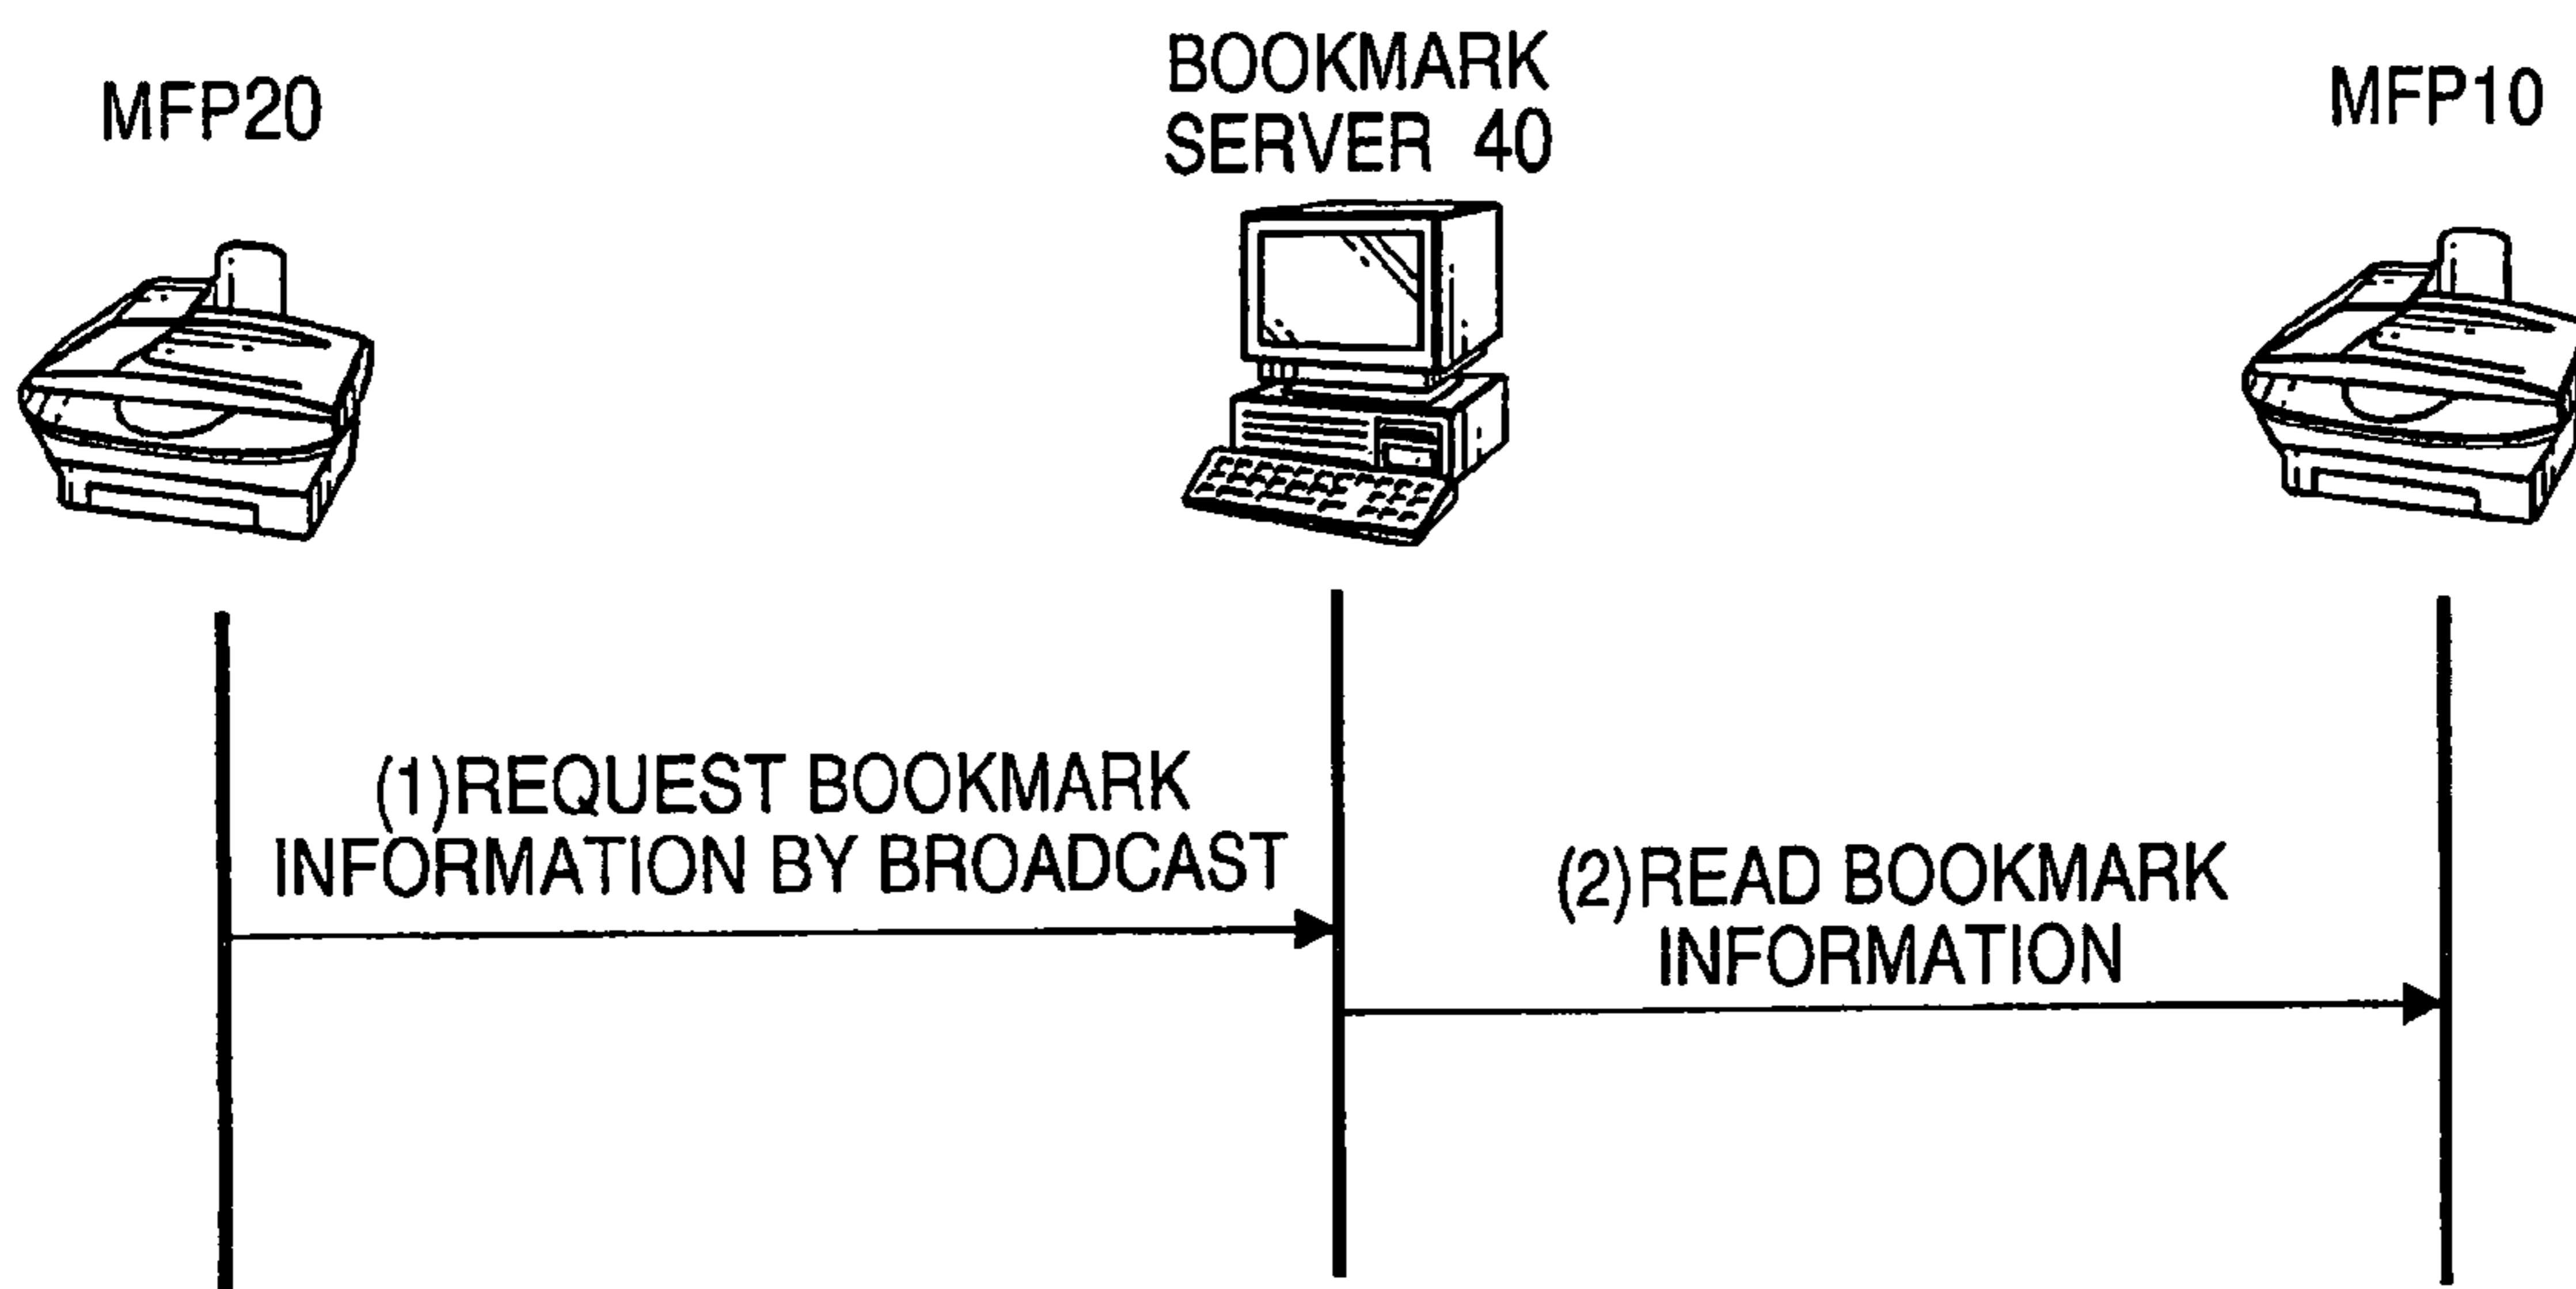 MFP20
BOOKMARK
SERVER 40
MFP10
(1)REQUEST BOOKMARK
INFORMATION BY BROADCAST
(2)READ BOOKMARK
INFORMATION